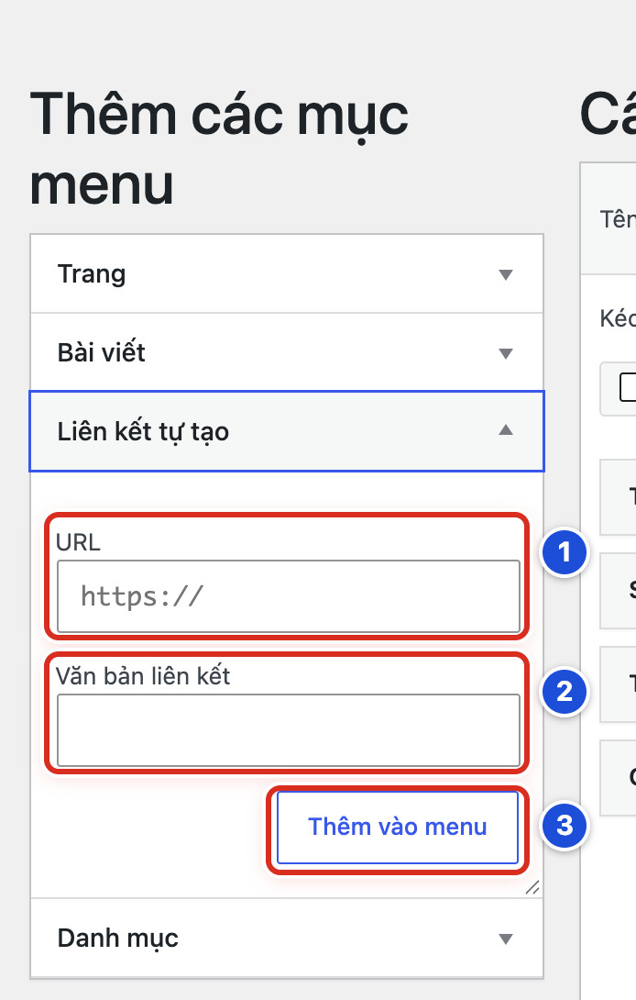 Thêm các mục
menu
Trang
Bài viết
Liên kết tự tạo
URL
https://
1
Văn bản liên kết
2
Thêm vào menu
3
Danh mục